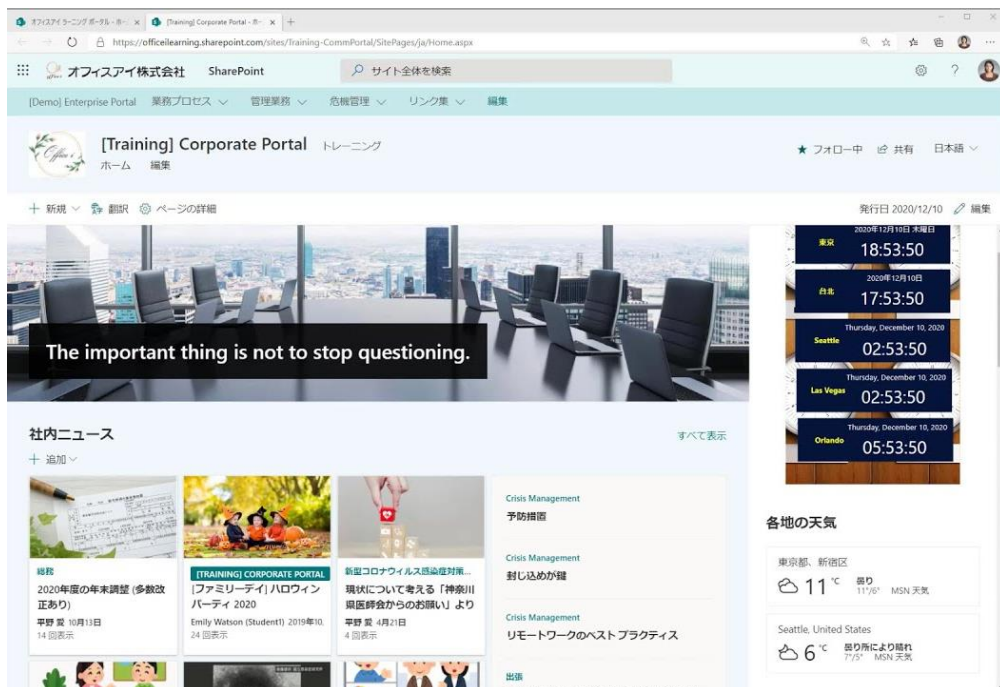 オフィスアイ ラーニング ポータル - ホー
[Training] Corporate Portal - ホー
https://officeilearning.sharepoint.com/sites/Training-CommPortal/SitePages/ja/Home.aspx
オフィスアイ株式会社 SharePoint サイト全体を検索
[Demo] Enterprise Portal 業務プロセス 管理業務 危機管理 リンク集 編集
[Training] Corporate Portal トレーニング
ホーム 編集
フォロー中 共有 日本語
新規 翻訳 ページの詳細
発行日 2020/12/10 編集
The important thing is not to stop questioning.
2020年12月10日 木曜日
東京 18:53:50
2020年12月10日
台北 17:53:50
Thursday, December 10, 2020
Seattle 02:53:50
Thursday, December 10, 2020
Las Vegas 02:53:50
Thursday, December 10, 2020
Orlando 05:53:50
社内ニュース すべて表示
追加
総務
2020年度の年末調整 (多数改
正あり)
平野 愛 10月13日
14 回表示
[TRAINING] CORPORATE PORTAL
[ファミリーデイ] ハロウィン
パーティ 2020
Emily Watson (Student1) 2019年10,
24 回表示
新型コロナウィルス感染症対策...
現状について考える「神奈川
県医師会からのお願い」より
平野 愛 4月21日
4 回表示
Crisis Management
予防措置
Crisis Management
封じ込めが鍵
Crisis Management
リモートワークのベスト プラクティス
出張
各地の天気
東京都、新宿区
11 °C 曇り
11°/6° MSN 天気
Seattle, United States
6 °C 曇り所により晴れ
7°/5° MSN 天気